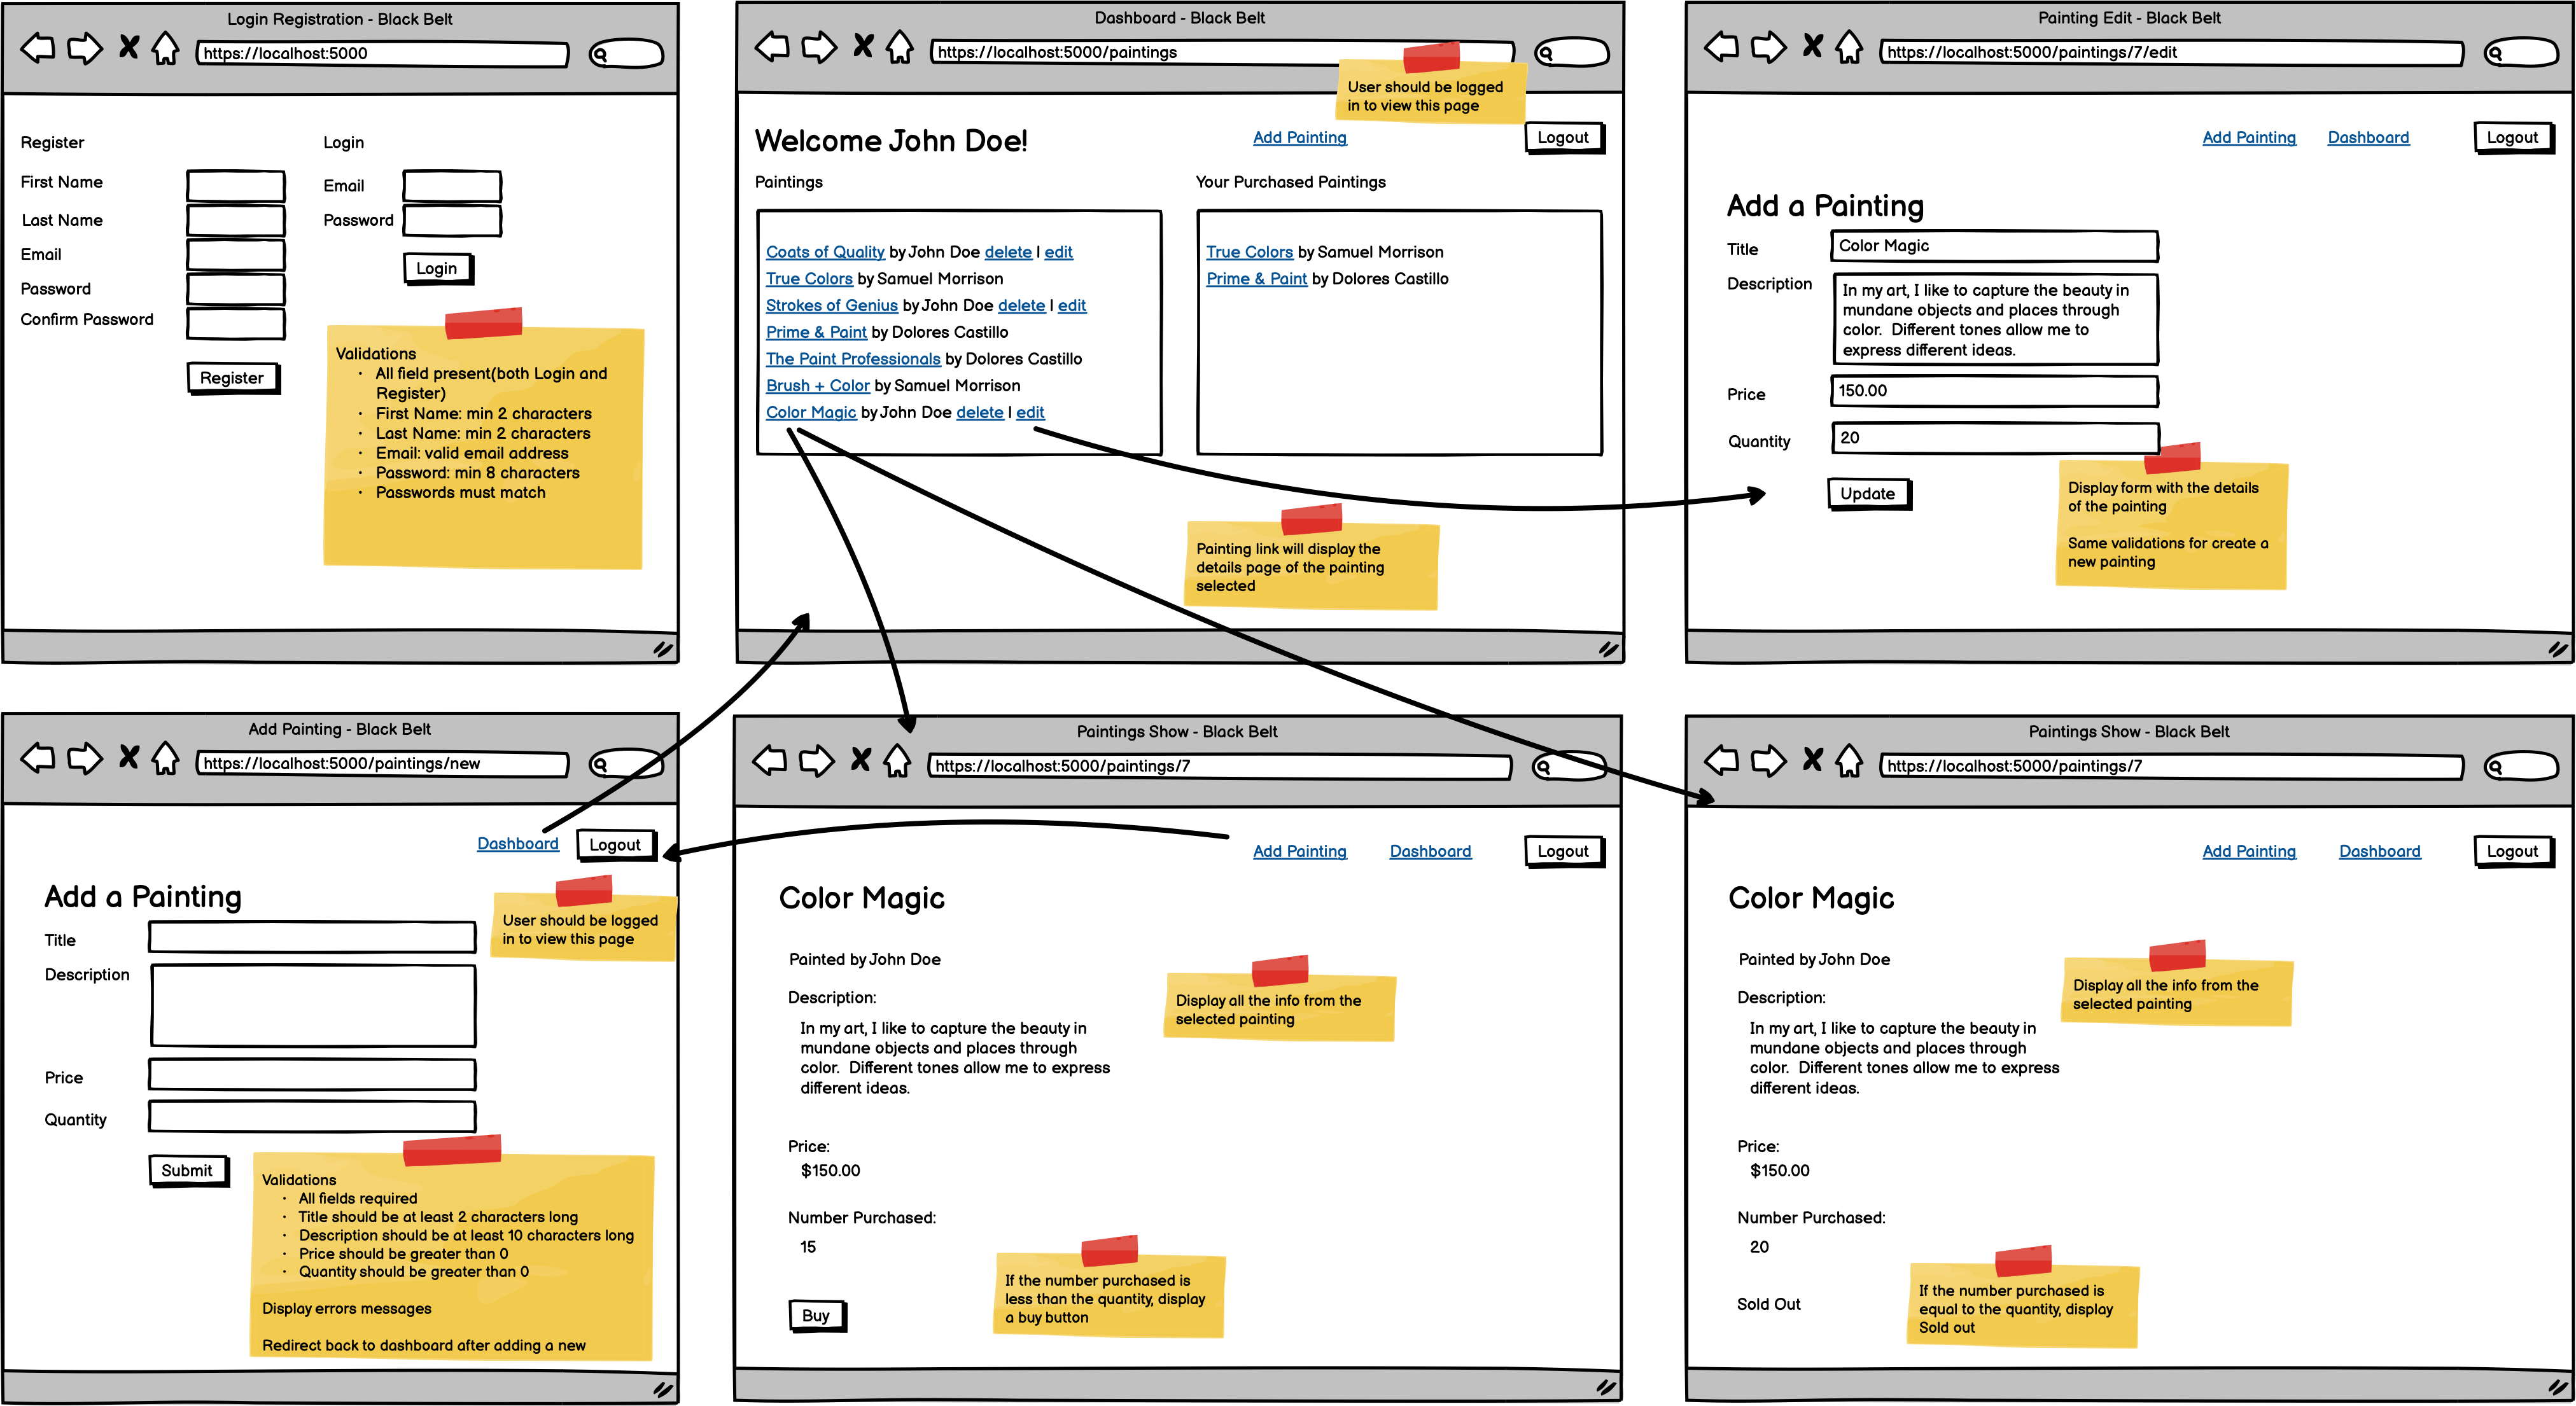 Login Registration - Black Belt
https://localhost:5000
Register
First Name
Last Name
Email
Password
Confirm Password
Register
Login
Email
Password
Login
Validations
· All field present(both Login and
Register)
· First Name: min 2 characters
· Last Name: min 2 characters
· Email: valid email address
· Password: min 8 characters
· Passwords must match
Dashboard - Black Belt
https://localhost:5000/paintings
User should be logged
in to view this page
Welcome John Doe!
Add Painting
Logout
Paintings
Coats of Quality by John Doe delete | edit
True Colors by Samuel Morrison
Strokes of Genius by John Doe delete | edit
Prime & Paint by Dolores Castillo
The Paint Professionals by Dolores Castillo
Brush + Color by Samuel Morrison
Color Magic by John Doe delete | edit
Your Purchased Paintings
True Colors by Samuel Morrison
Prime & Paint by Dolores Castillo
Painting link will display the
details page of the painting
selected
Painting Edit - Black Belt
https://localhost:5000/paintings/7/edit
Add Painting
Dashboard
Logout
Add a Painting
Title
Color Magic
Description
In my art, I like to capture the beauty in
mundane objects and places through
color. Different tones allow me to
express different ideas.
Price
150.00
Quantity
20
Update
Display form with the details
of the painting
Same validations for create a
new painting
Add Painting - Black Belt
https://localhost:5000/paintings/new
Dashboard
Logout
Add a Painting
User should be logged
in to view this page
Title
Description
Price
Quantity
Submit
Validations
· All fields required
· Title should be at least 2 characters long
· Description should be at least 10 characters long
· Price should be greater than 0
· Quantity should be greater than 0
Display errors messages
Redirect back to dashboard after adding a new
Paintings Show - Black Belt
https://localhost:5000/paintings/7
Add Painting
Dashboard
Logout
Color Magic
Painted by John Doe
Description:
In my art, I like to capture the beauty in
mundane objects and places through
color. Different tones allow me to express
different ideas.
Display all the info from the
selected painting
Price:
$150.00
Number Purchased:
15
Buy
If the number purchased is
less than the quantity, display
a buy button
Paintings Show - Black Belt
https://localhost:5000/paintings/7
Add Painting
Dashboard
Logout
Color Magic
Painted by John Doe
Description:
In my art, I like to capture the beauty in
mundane objects and places through
color. Different tones allow me to express
different ideas.
Display all the info from the
selected painting
Price:
$150.00
Number Purchased:
20
Sold Out
If the number purchased is
equal to the quantity, display
Sold out